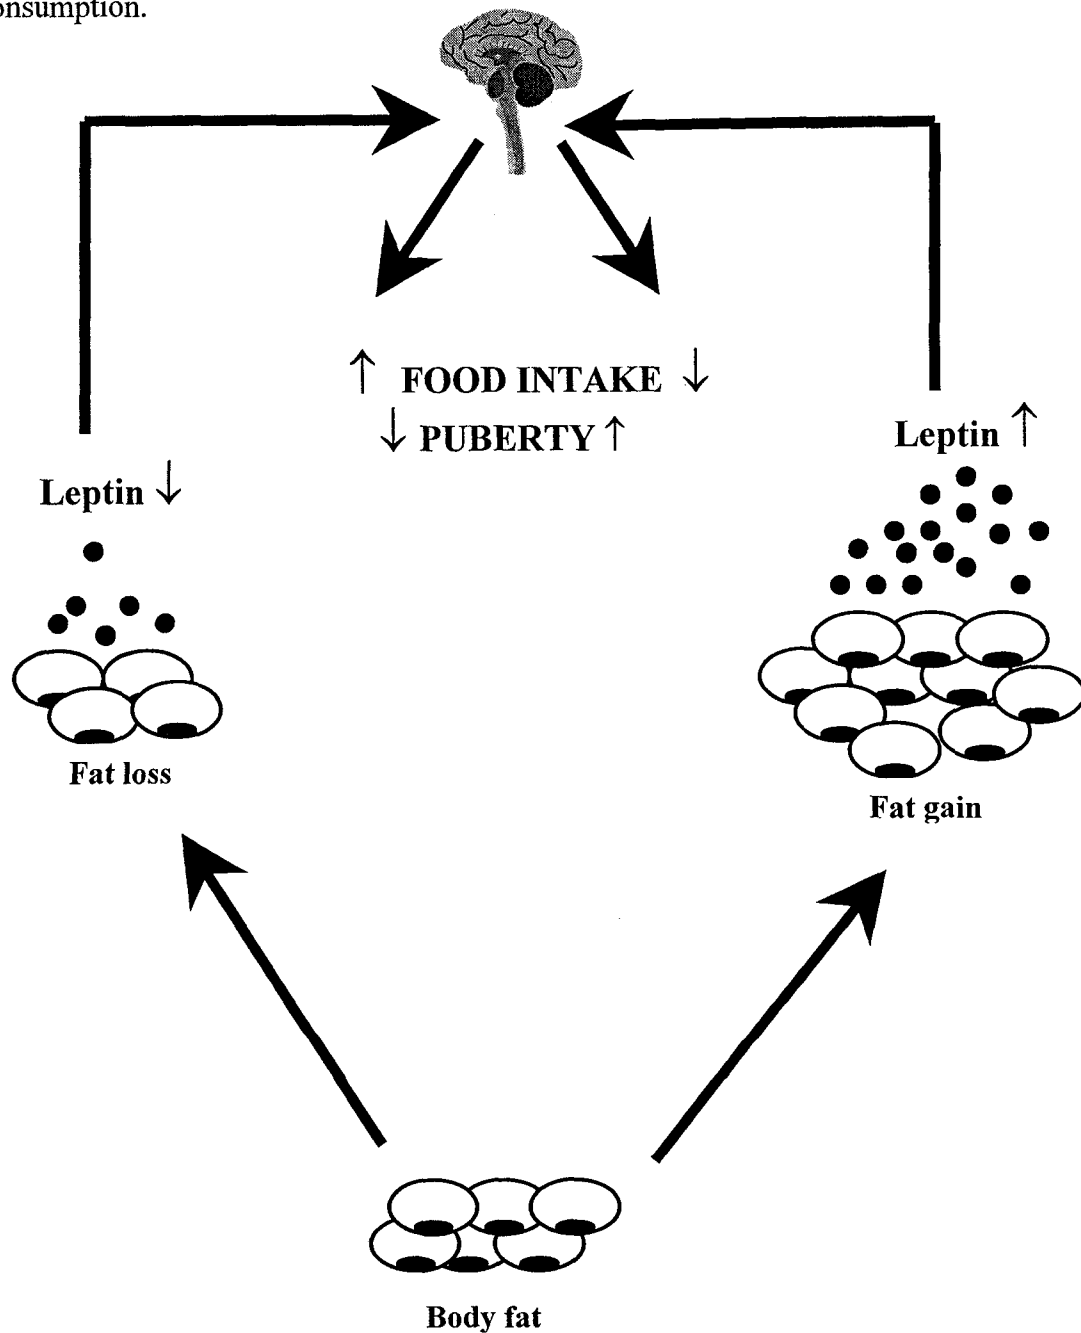 onsumption.
↑ FOOD INTAKE ↓
↓ PUBERTY ↑
Leptin ↑
Leptin ↓
Fat loss
Fat gain
Body fat